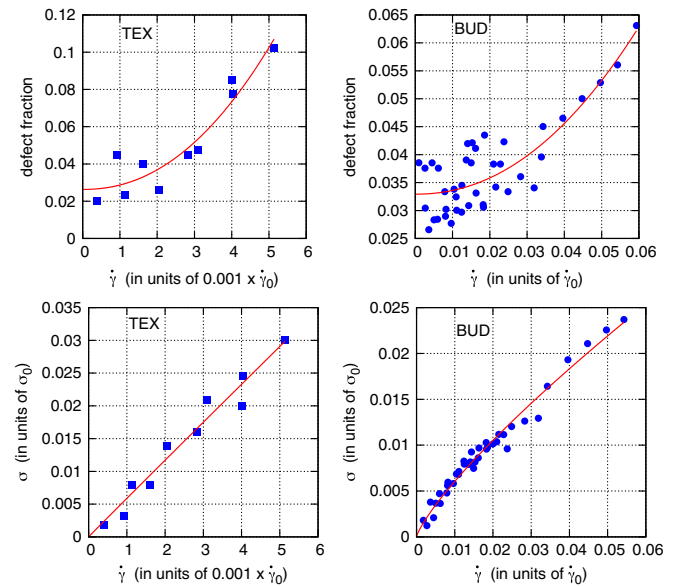 TEX
defect fraction
0.12
0.1
0.08
0.06
0.04
0.02
0
0 1 2 3 4 5 6
γ̇ (in units of 0.001 x γ̇₀)
BUD
defect fraction
0.065
0.06
0.055
0.05
0.045
0.04
0.035
0.03
0.025
0 0.01 0.02 0.03 0.04 0.05 0.06
γ̇ (in units of γ̇₀)
TEX
σ (in units of σ₀)
0.035
0.03
0.025
0.02
0.015
0.01
0.005
0
0 1 2 3 4 5 6
γ̇ (in units of 0.001 x γ̇₀)
BUD
σ (in units of σ₀)
0.025
0.02
0.015
0.01
0.005
0
0 0.01 0.02 0.03 0.04 0.05 0.06
γ̇ (in units of γ̇₀)